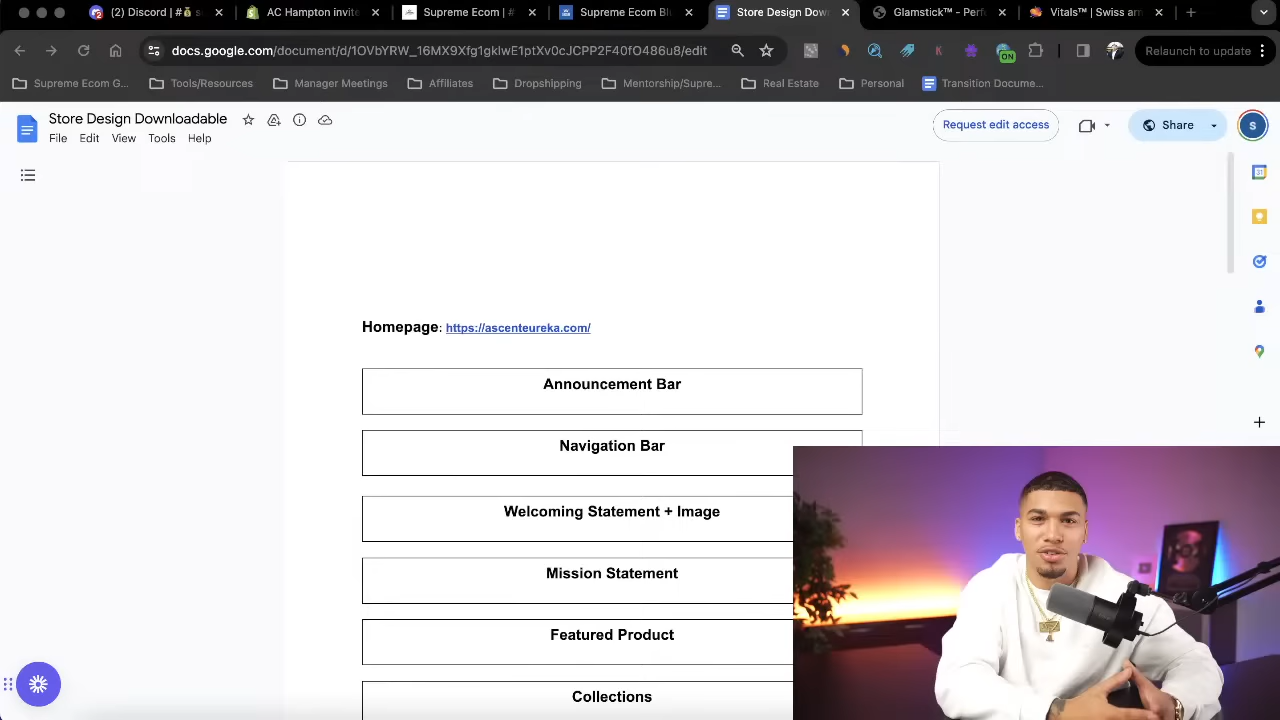 Discord | #💰 s
AC Hampton invite
Supreme Ecom | #
Supreme Ecom Bl
Store Design Dow
Glamstick™ - Perf
Vitals™ | Swiss arm
docs.google.com/document/d/1OVbYRW_16MX9Xfg1gklwE1ptXv0cJCPP2F40fO486u8/edit
ON
Relaunch to update
Supreme Ecom G...
Tools/Resources
Manager Meetings
Affiliates
Dropshipping
Mentorship/Supre...
Real Estate
Personal
Transition Docume...
Store Design Downloadable
File Edit View Tools Help
Request edit access
Share
S
31
Homepage: https://ascenteureka.com/
Announcement Bar
Navigation Bar
Welcoming Statement + Image
Mission Statement
Featured Product
Collections